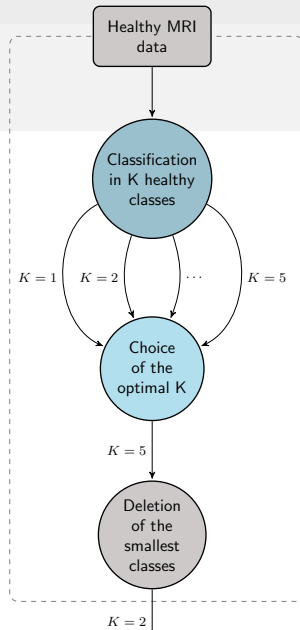 Healthy MRI
data
Classification
in K healthy
classes
K = 1
K = 2
...
K = 5
Choice
of the
optimal K
K = 5
Deletion
of the
smallest
classes
K = 2